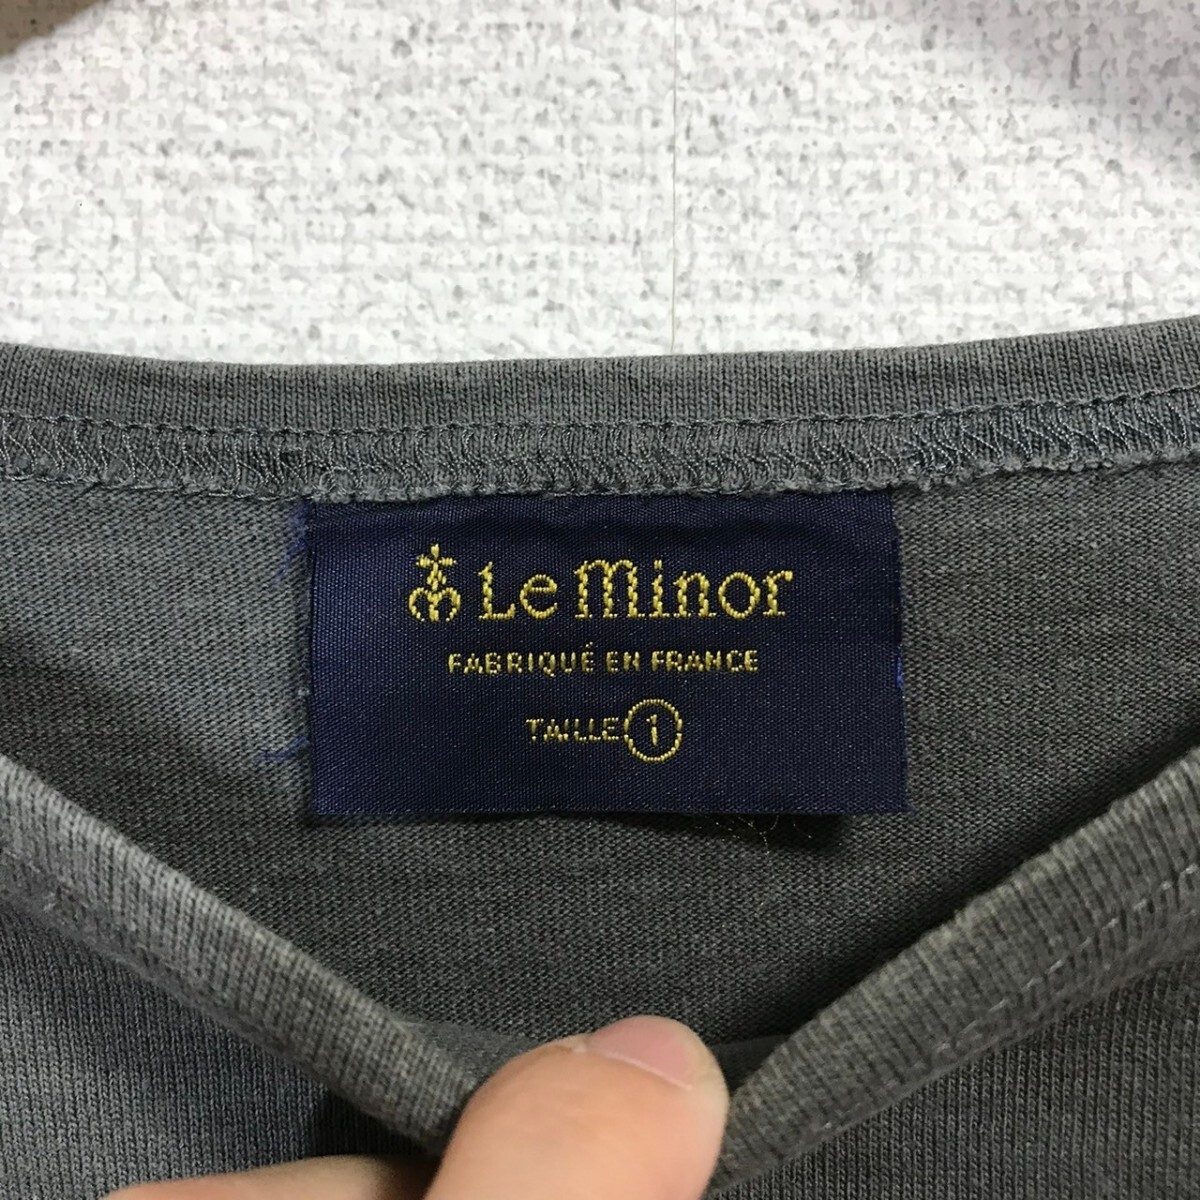 Le minor
FABRIQUÉ EN FRANCE
TAILLE 1